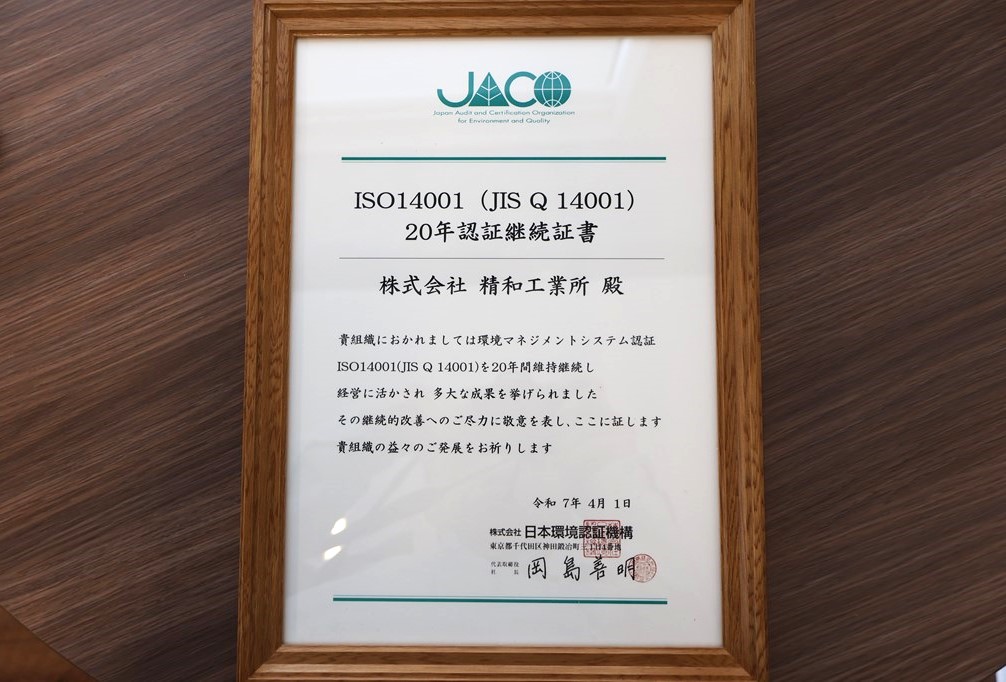 JACO
Japan Audit and Certification Organization
for Environment and Quality
ISO14001（JIS Q 14001）
20年認証継続証書
株式会社 精和工業所 殿
貴組織におかれましては環境マネジメントシステム認証
ISO14001(JIS Q 14001)を20年間維持継続し
経営に活かされ 多大な成果を挙げられました
その継続的改善へのご尽力に敬意を表し、ここに証します
貴組織の益々のご発展をお祈りします
令和 7年 4月 1日
株式会社 日本環境認証機構
東京都千代田区神田鍛冶町
代表取締役
社長
岡島善明